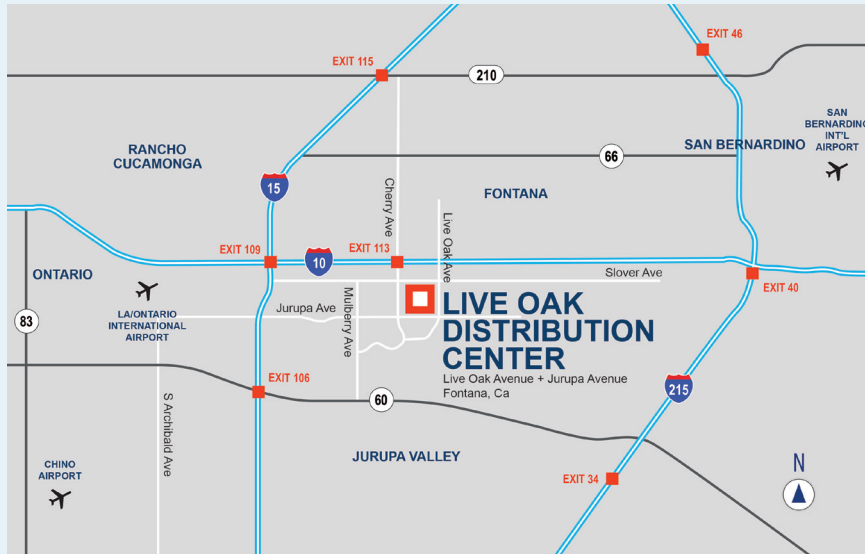 EXIT 46
EXIT 115
210
SAN
BERNARDINO
INT'L
AIRPORT
RANCHO
CUCAMONGA
SAN BERNARDINO
66
15
Cherry Ave
FONTANA
Live Oak Ave
EXIT 109
10
EXIT 113
ONTARIO
Slover Ave
EXIT 40
LA/ONTARIO
INTERNATIONAL
AIRPORT
83
Jurupa Ave
Mulberry Ave
LIVE OAK
DISTRIBUTION
CENTER
Live Oak Avenue + Jurupa Avenue
Fontana, Ca
EXIT 106
60
215
S Archibald Ave
JURUPA VALLEY
CHINO
AIRPORT
EXIT 34
N